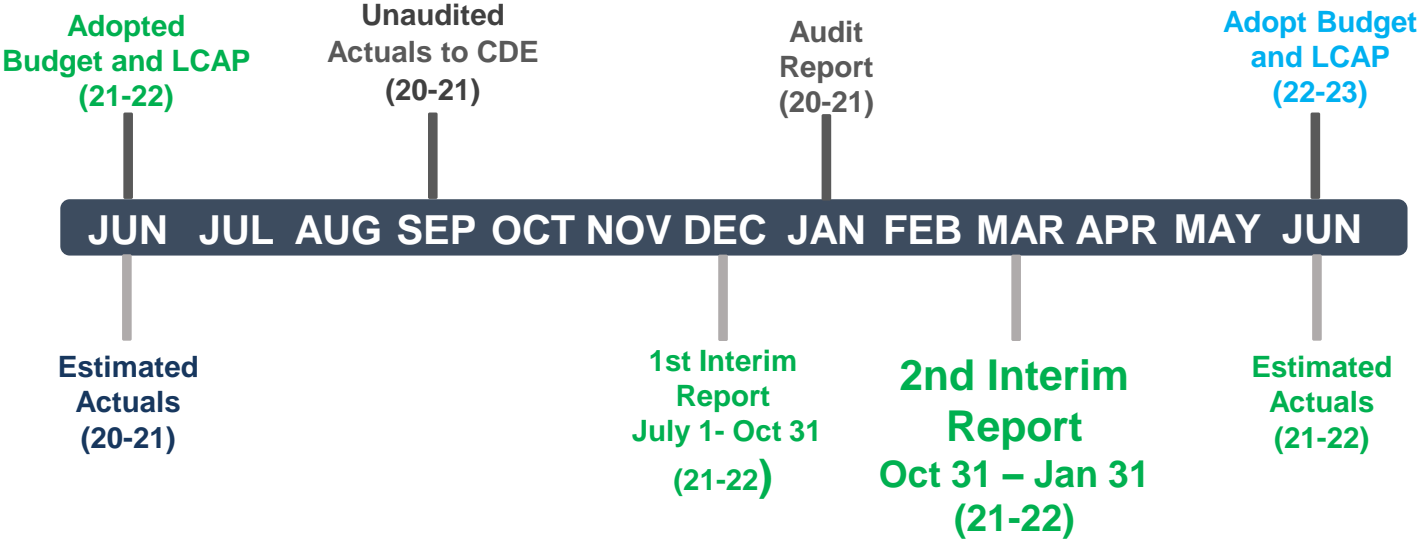 Adopted
Budget and LCAP
(21-22)
Unaudited
Actuals to CDE
(20-21)
Audit
Report
(20-21)
Adopt Budget
and LCAP
(22-23)
JUN JUL AUG SEP OCT NOV DEC JAN FEB MAR APR MAY JUN
Estimated
Actuals
(20-21)
1st Interim
Report
July 1- Oct 31
(21-22)
2nd Interim
Report
Oct 31 – Jan 31
(21-22)
Estimated
Actuals
(21-22)